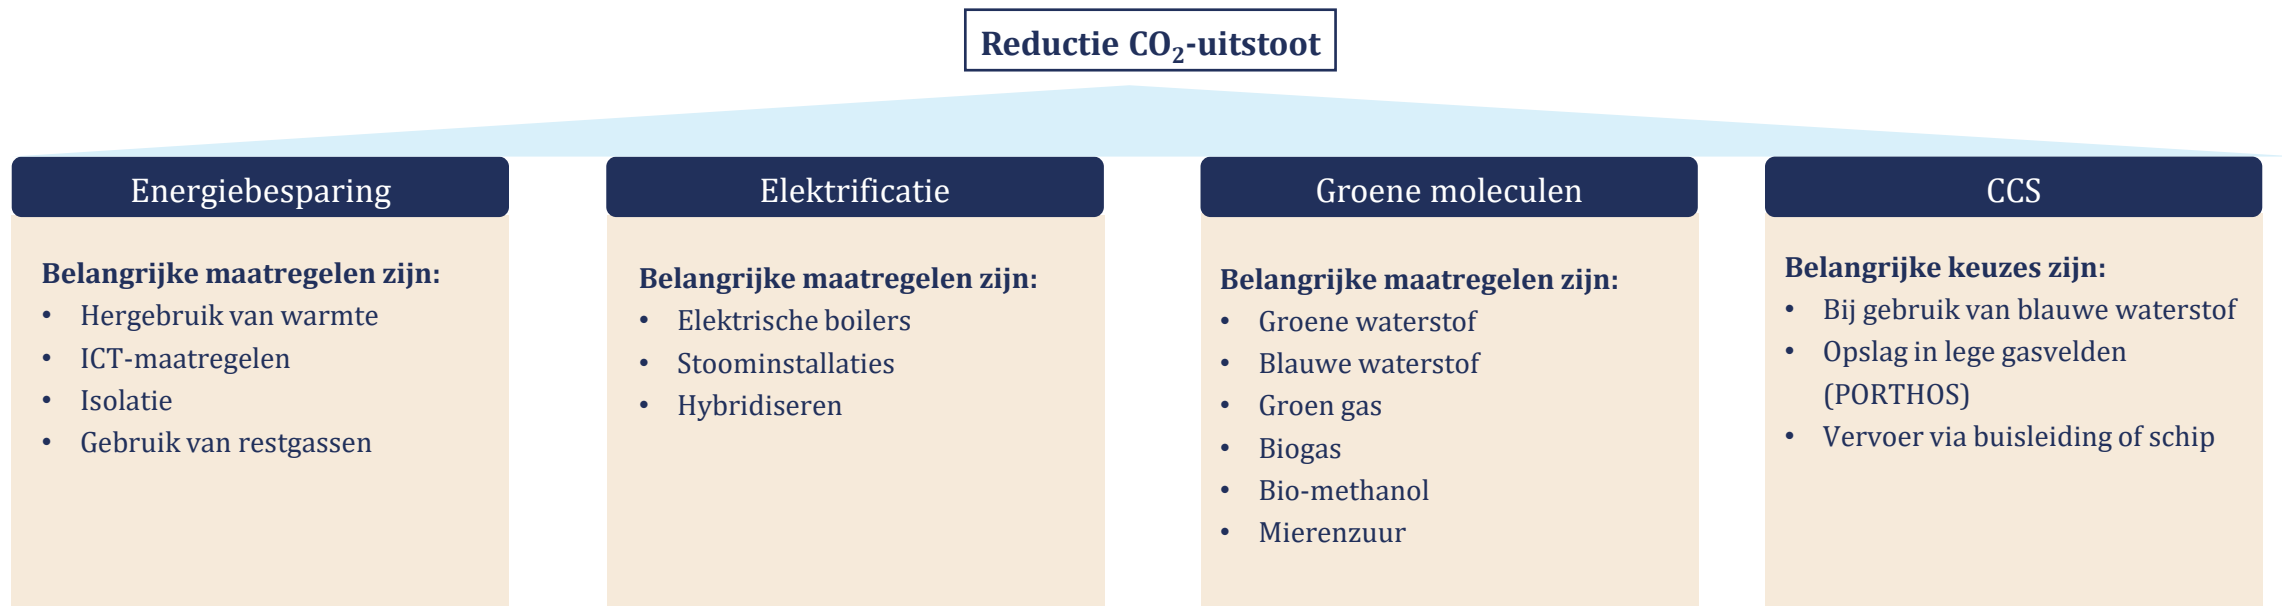 Reductie CO₂-uitstoot
Energiebesparing
Belangrijke maatregelen zijn:
• Hergebruik van warmte
• ICT-maatregelen
• Isolatie
• Gebruik van restgassen
Elektrificatie
Belangrijke maatregelen zijn:
• Elektrische boilers
• Stoominstallaties
• Hybridiseren
Groene moleculen
Belangrijke maatregelen zijn:
• Groene waterstof
• Blauwe waterstof
• Groen gas
• Biogas
• Bio-methanol
• Mierenzuur
CCS
Belangrijke keuzes zijn:
• Bij gebruik van blauwe waterstof
• Opslag in lege gasvelden
(PORTHOS)
• Vervoer via buisleiding of schip